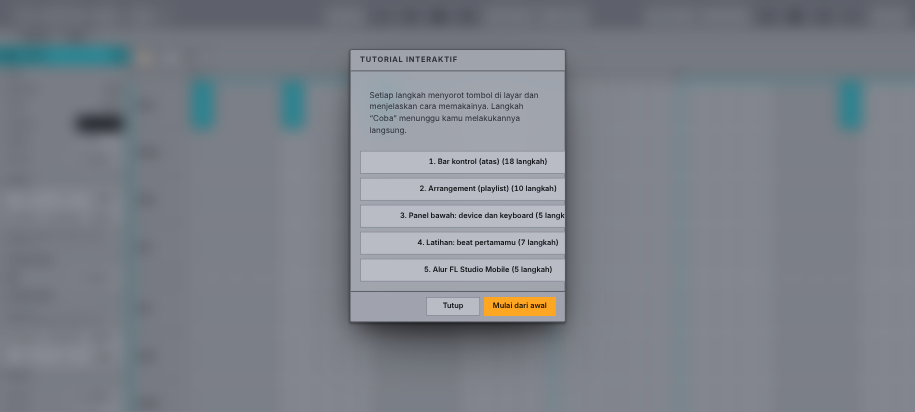 TUTORIAL INTERAKTIF
Setiap langkah menyorot tombol di layar dan
menjelaskan cara memakainya. Langkah
"Coba" menunggu kamu melakukannya
langsung.
1. Bar kontrol (atas) (18 langkah)
2. Arrangement (playlist) (10 langkah)
3. Panel bawah: device dan keyboard (5 langk
4. Latihan: beat pertamamu (7 langkah)
5. Alur FL Studio Mobile (5 langkah)
Tutup
Mulai dari awal